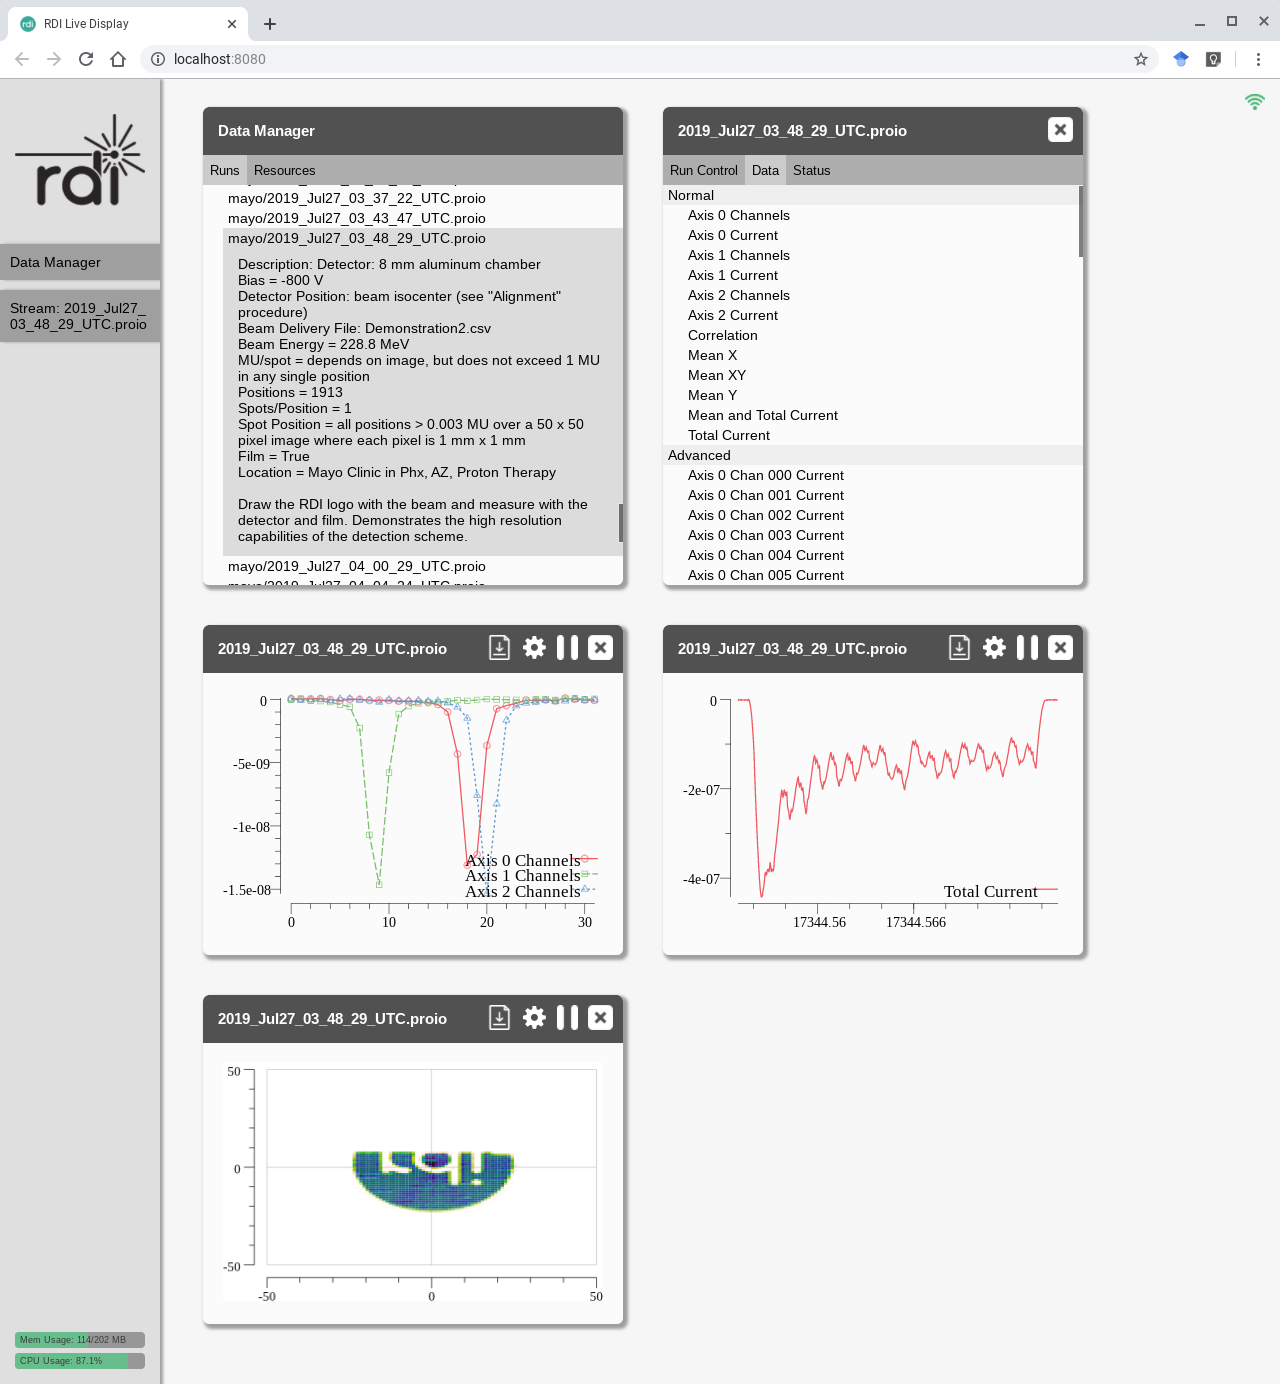 RDI Live Display
localhost:8080
rdi
Data Manager
Stream: 2019_Jul27_
03_48_29_UTC.proio
Mem Usage: 114/202 MB
CPU Usage: 87.1%
Data Manager
Runs Resources
mayo/2019_Jul27_03_37_22_UTC.proio
mayo/2019_Jul27_03_43_47_UTC.proio
mayo/2019_Jul27_03_48_29_UTC.proio
Description: Detector: 8 mm aluminum chamber
Bias = -800 V
Detector Position: beam isocenter (see "Alignment"
procedure)
Beam Delivery File: Demonstration2.csv
Beam Energy = 228.8 MeV
MU/spot = depends on image, but does not exceed 1 MU
in any single position
Positions = 1913
Spots/Position = 1
Spot Position = all positions > 0.003 MU over a 50 x 50
pixel image where each pixel is 1 mm x 1 mm
Film = True
Location = Mayo Clinic in Phx, AZ, Proton Therapy
Draw the RDI logo with the beam and measure with the
detector and film. Demonstrates the high resolution
capabilities of the detection scheme.
mayo/2019_Jul27_04_00_29_UTC.proio
2019_Jul27_03_48_29_UTC.proio
Run Control Data Status
Normal
Axis 0 Channels
Axis 0 Current
Axis 1 Channels
Axis 1 Current
Axis 2 Channels
Axis 2 Current
Correlation
Mean X
Mean XY
Mean Y
Mean and Total Current
Total Current
Advanced
Axis 0 Chan 000 Current
Axis 0 Chan 001 Current
Axis 0 Chan 002 Current
Axis 0 Chan 003 Current
Axis 0 Chan 004 Current
Axis 0 Chan 005 Current
2019_Jul27_03_48_29_UTC.proio
0
-5e-09
-1e-08
-1.5e-08
Axis 0 Channels
Axis 1 Channels
Axis 2 Channels
0 10 20 30
2019_Jul27_03_48_29_UTC.proio
0
-2e-07
-4e-07
Total Current
17344.56 17344.566
2019_Jul27_03_48_29_UTC.proio
50
0
-50
-50 0 50